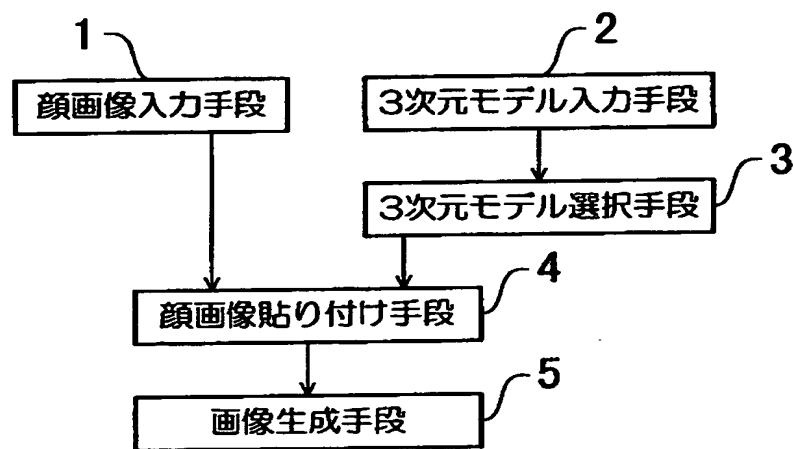 1
2
顔画像入力手段
3次元モデル入力手段
3
3次元モデル選択手段
4
顔画像貼り付け手段
5
画像生成手段